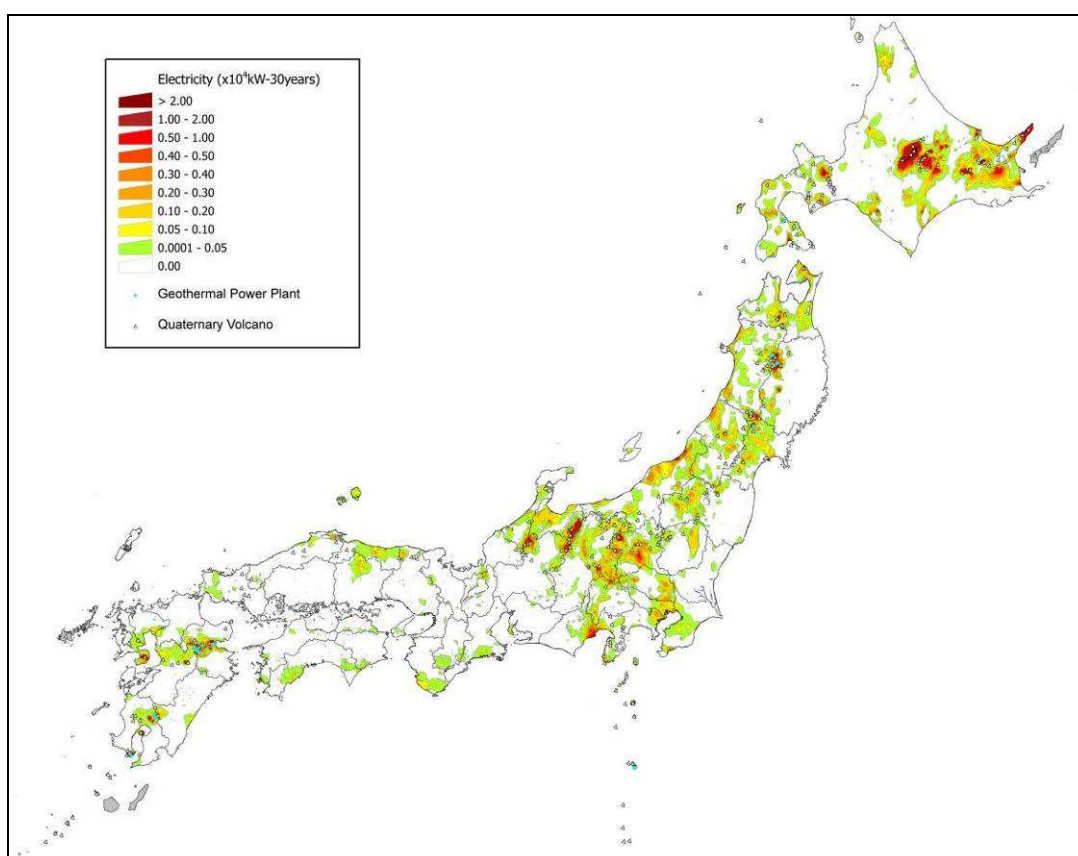 Electricity (x10⁴kW-30years)
> 2.00
1.00 - 2.00
0.50 - 1.00
0.40 - 0.50
0.30 - 0.40
0.20 - 0.30
0.10 - 0.20
0.05 - 0.10
0.0001 - 0.05
0.00
Geothermal Power Plant
Quaternary Volcano